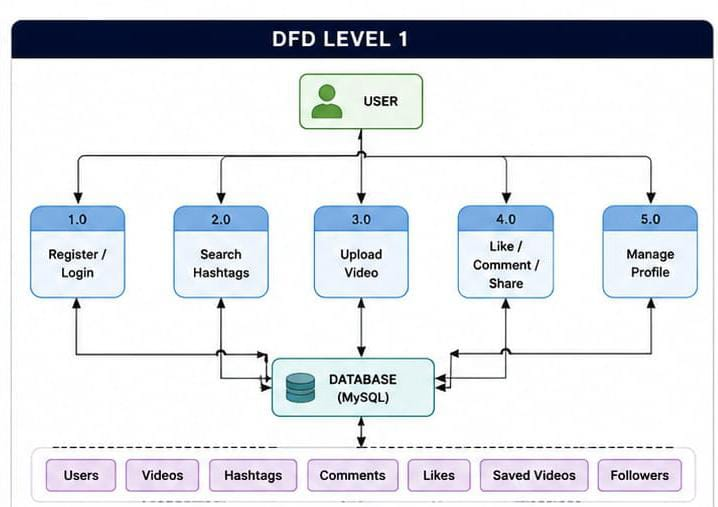 DFD LEVEL 1
USER
1.0
2.0
3.0
4.0
5.0
Register /
Login
Search
Hashtags
Upload
Video
Like /
Comment /
Share
Manage
Profile
DATABASE
(MySQL)
Users
Videos
Hashtags
Comments
Likes
Saved Videos
Followers